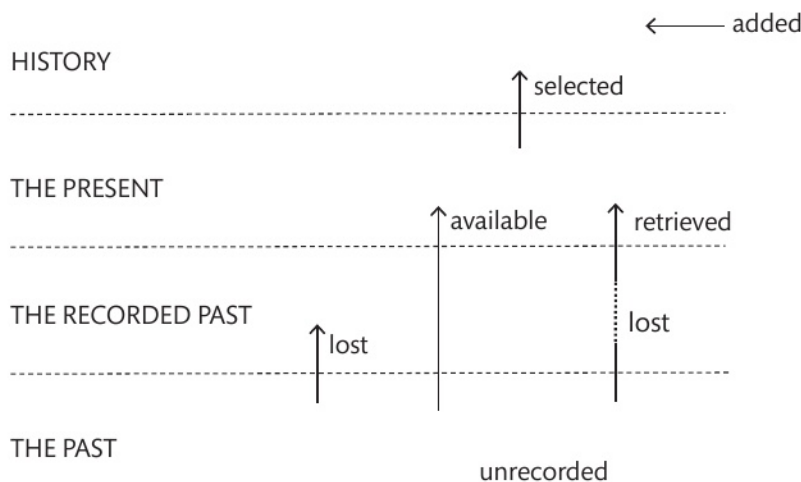 added
HISTORY
selected
THE PRESENT
available
retrieved
THE RECORDED PAST
lost
lost
THE PAST
unrecorded